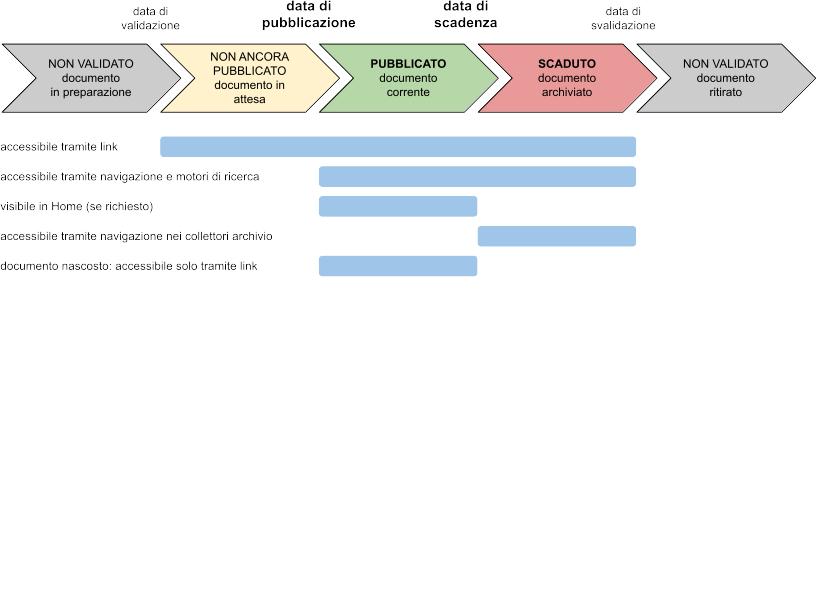 data di
validazione
data di
pubblicazione
data di
scadenza
data di
svalidazione
NON VALIDATO
documento
in preparazione
NON ANCORA
PUBBLICATO
documento in
attesa
PUBBLICATO
documento
corrente
SCADUTO
documento
archiviato
NON VALIDATO
documento
ritirato
accessibile tramite link
accessibile tramite navigazione e motori di ricerca
visibile in Home (se richiesto)
accessibile tramite navigazione nei collettori archivio
documento nascosto: accessibile solo tramite link